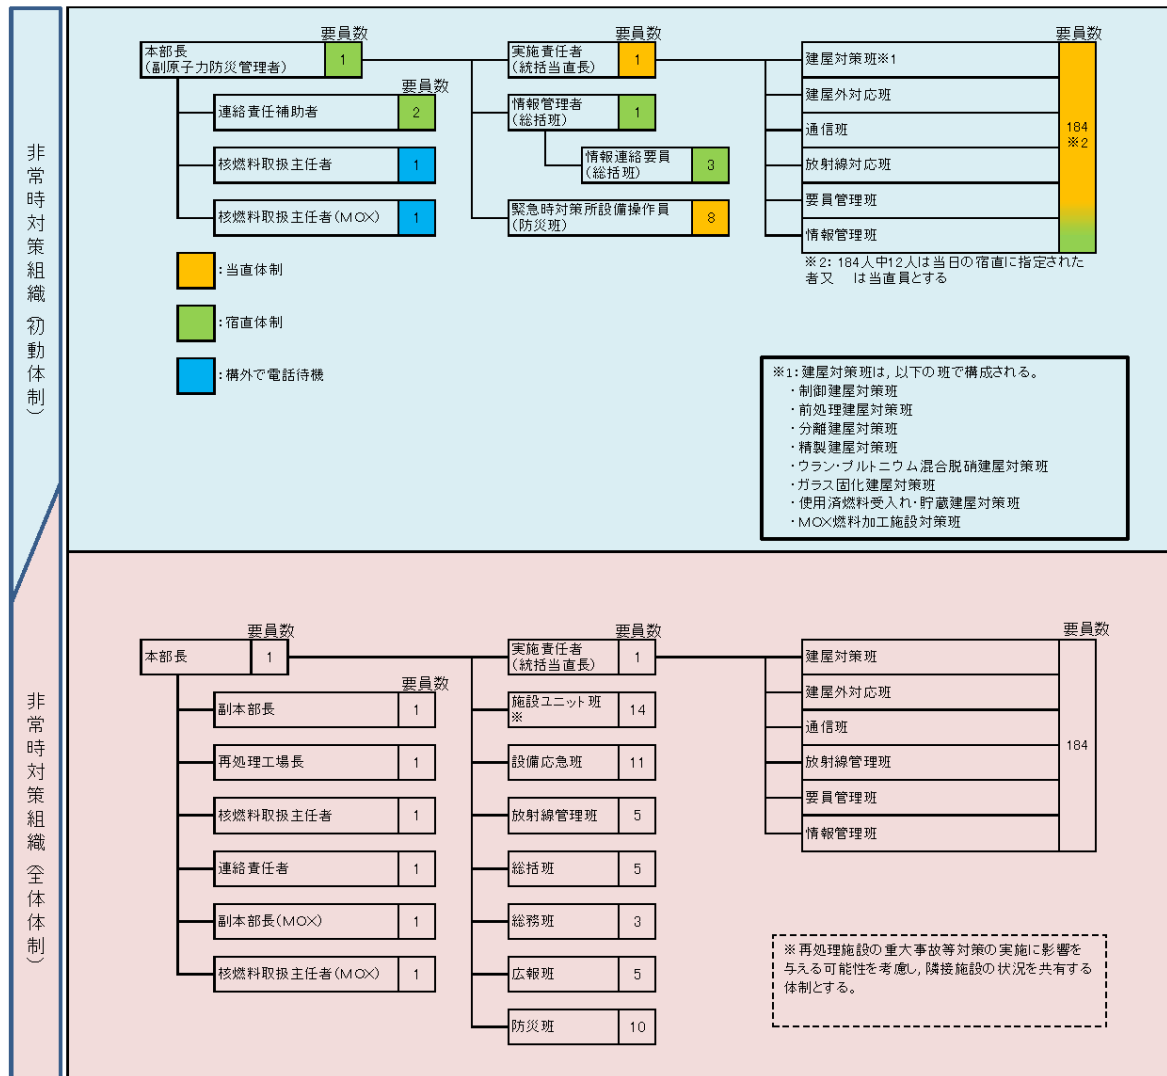 非常時対策組織（初動体制）
要員数
本部長
(副原子力防災管理者)
1
要員数
連絡責任補助者
2
核燃料取扱主任者
1
核燃料取扱主任者(MOX)
1
:当直体制
:宿直体制
:構外で電話待機
要員数
実施責任者
(統括当直長)
1
情報管理者
(総括班)
1
情報連絡要員
(総括班)
3
緊急時対策所設備操作員
(防災班)
8
要員数
建屋対策班※1
建屋外対応班
通信班
放射線対応班
要員管理班
情報管理班
184
※2
※2: 184人中12人は当日の宿直に指定された
者又　は当直員とする
※1:建屋対策班は,以下の班で構成される。
・制御建屋対策班
・前処理建屋対策班
・分離建屋対策班
・精製建屋対策班
・ウラン・プルトニウム混合脱硝建屋対策班
・ガラス固化建屋対策班
・使用済燃料受入れ・貯蔵建屋対策班
・MOX燃料加工施設対策班
非常時対策組織（全体体制）
要員数
本部長
1
要員数
副本部長
1
再処理工場長
1
核燃料取扱主任者
1
連絡責任者
1
副本部長(MOX)
1
核燃料取扱主任者(MOX)
1
要員数
実施責任者
(統括当直長)
1
施設ユニット班
※
14
設備応急班
11
放射線管理班
5
総括班
5
総務班
3
広報班
5
防災班
10
要員数
建屋対策班
建屋外対応班
通信班
放射線管理班
要員管理班
情報管理班
184
※再処理施設の重大事故等対策の実施に影響を
与える可能性を考慮し,隣接施設の状況を共有する
体制とする。